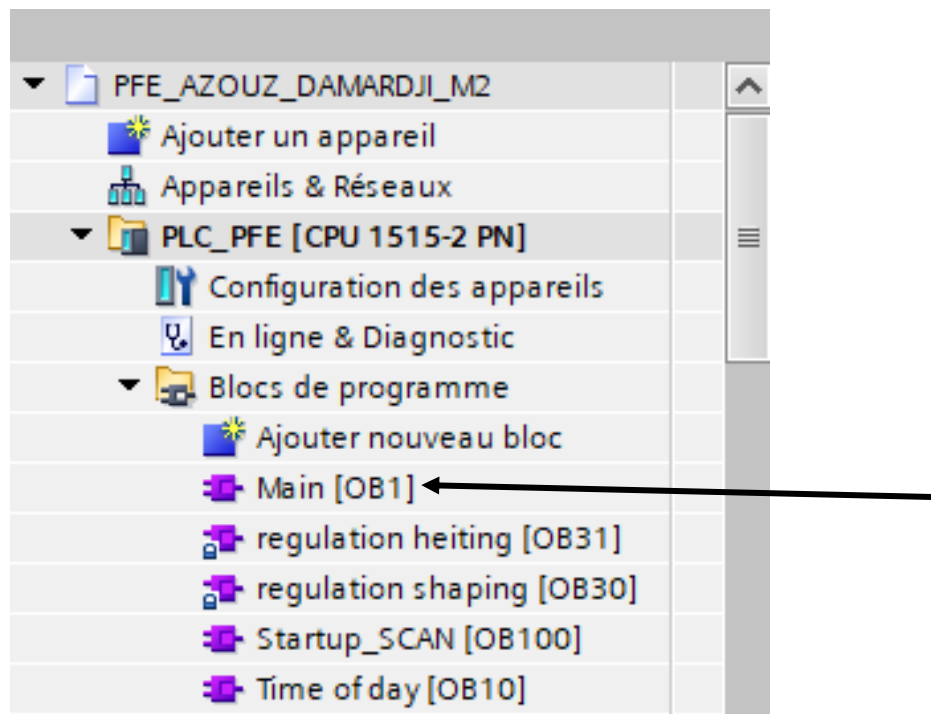 PFE_AZOUZ_DAMARDJI_M2
Ajouter un appareil
Appareils & Réseaux
PLC_PFE [CPU 1515-2 PN]
Configuration des appareils
En ligne & Diagnostic
Blocs de programme
Ajouter nouveau bloc
Main [OB1]
regulation heiting [OB31]
regulation shaping [OB30]
Startup_SCAN [OB100]
Time of day [OB10]